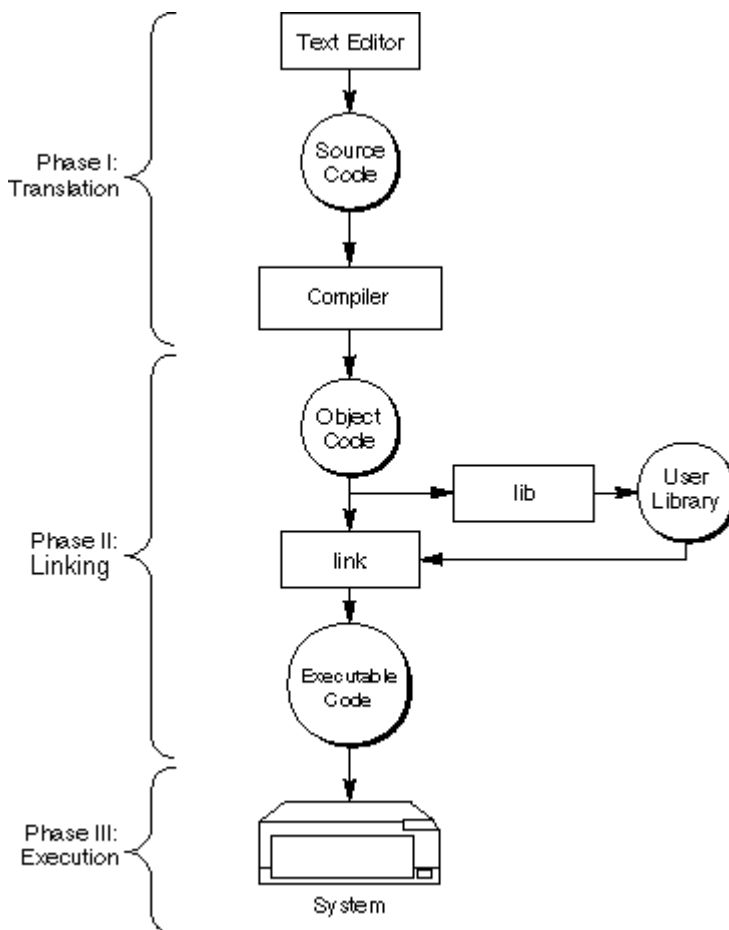 Text Editor
Source
Code
Phase I:
Translation
Compiler
Object
Code
lib
User
Library
Phase II:
Linking
link
Executable
Code
Phase III:
Execution
System